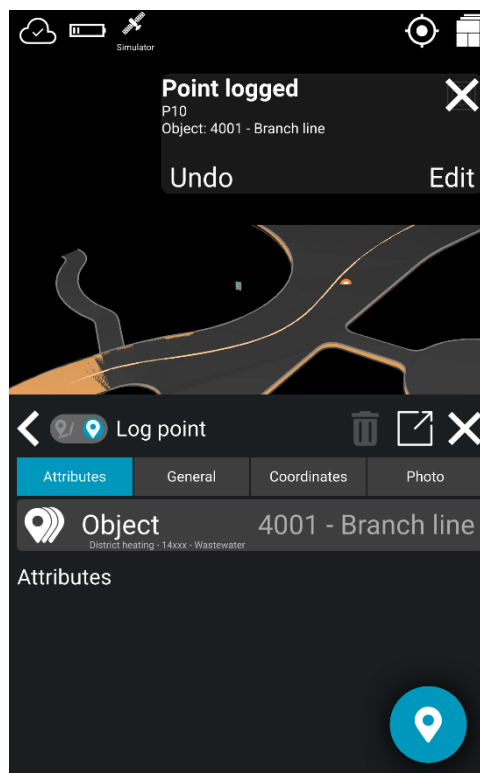 Simulator
Point logged
P10
Object: 4001 - Branch line
Undo Edit
Log point
Attributes General Coordinates Photo
Object 4001 - Branch line
District heating - 14xxx - Wastewater
Attributes